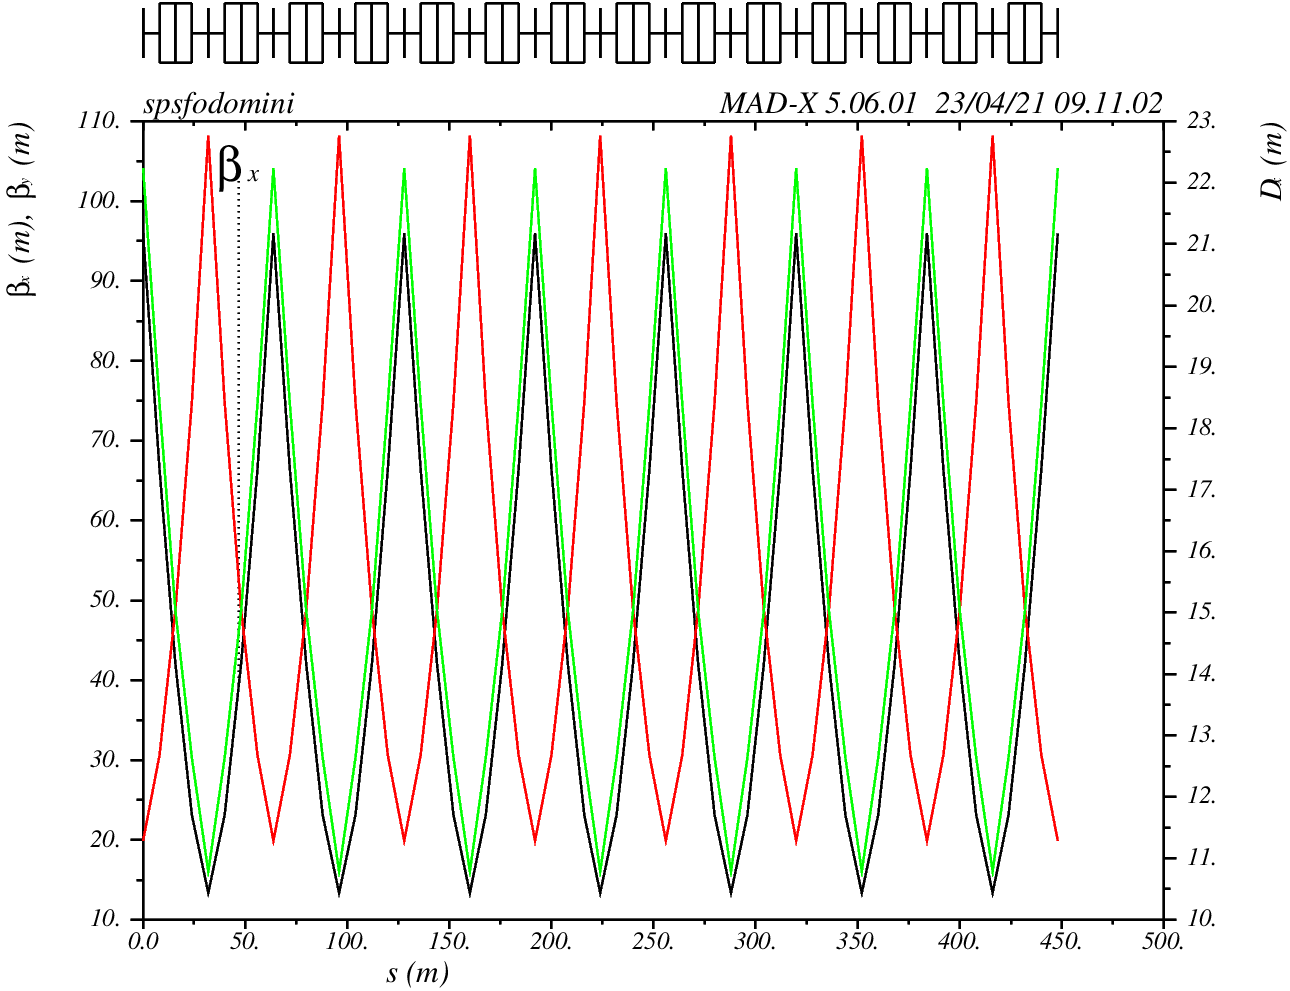 spsfodomini MAD-X 5.06.01 23/04/21 09.11.02
110. 23.
βx (m), βy (m)
Dx (m)
βx
22.
100.
21.
90. 20.
80. 19.
70. 18.
17.
60. 16.
50. 15.
40. 14.
13.
30. 12.
20. 11.
10. 10.
0.0 50. 100. 150. 200. 250. 300. 350. 400. 450. 500.
s (m)